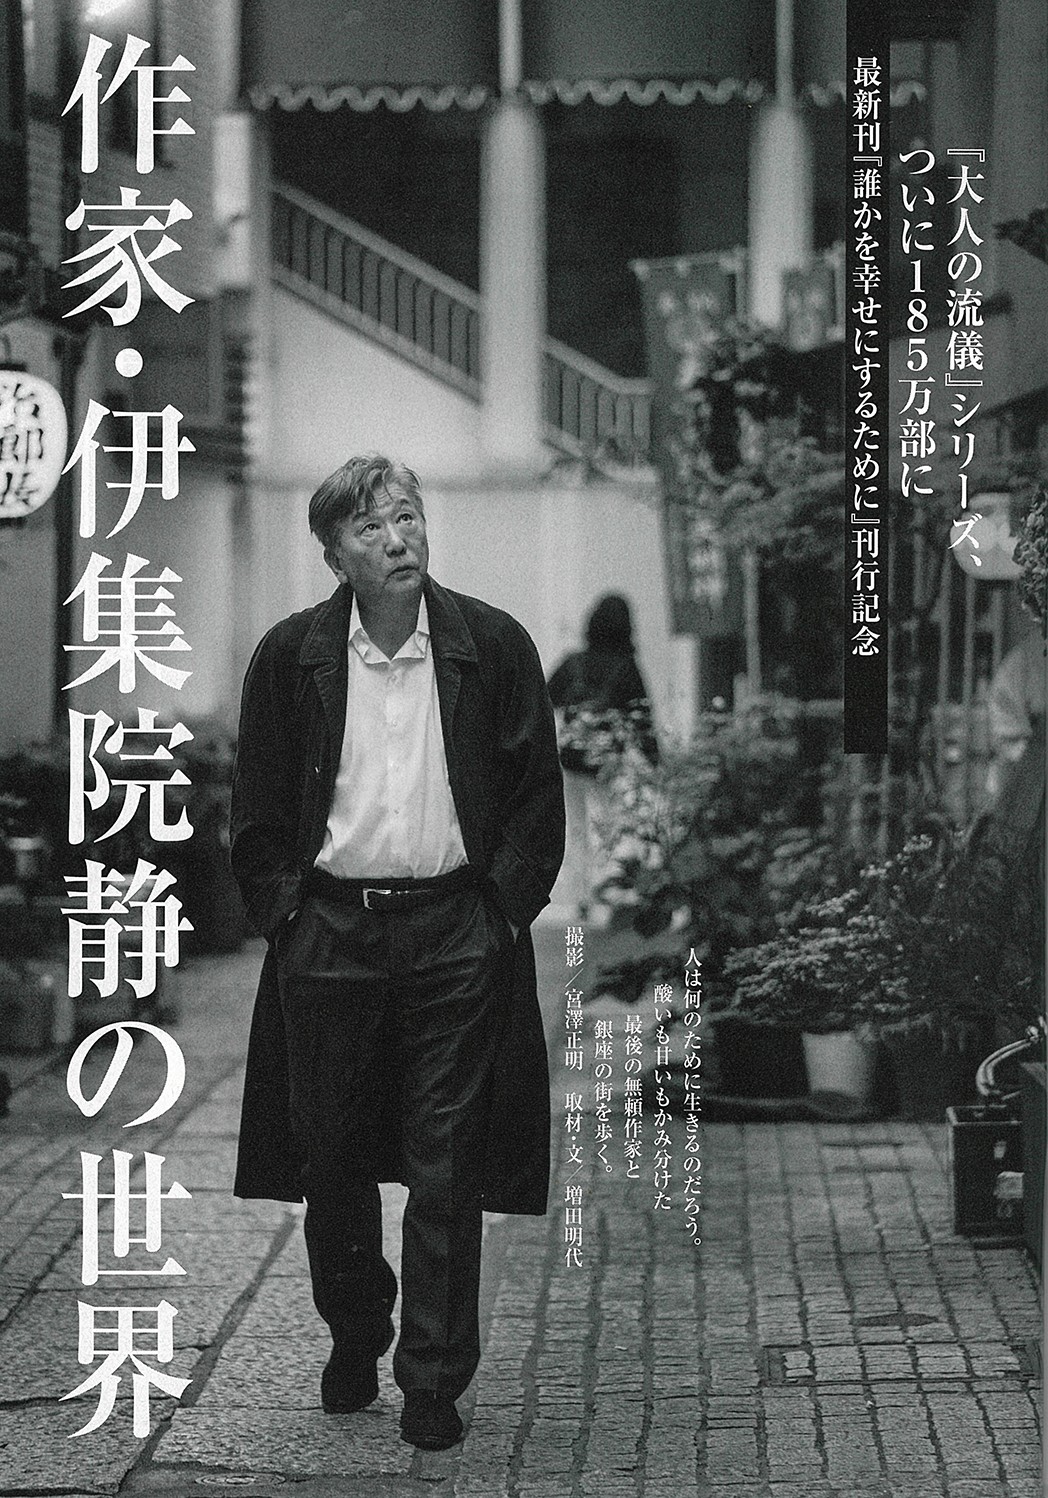 『大人の流儀』シリーズ、
ついに185万部に
最新刊『誰かを幸せにするために』刊行記念
人は何のために生きるのだろう。
酸いも甘いもかみ分けた
最後の無頼作家と
銀座の街を歩く。
撮影／宮澤正明　取材・文／増田明代
作家・伊集院静の世界